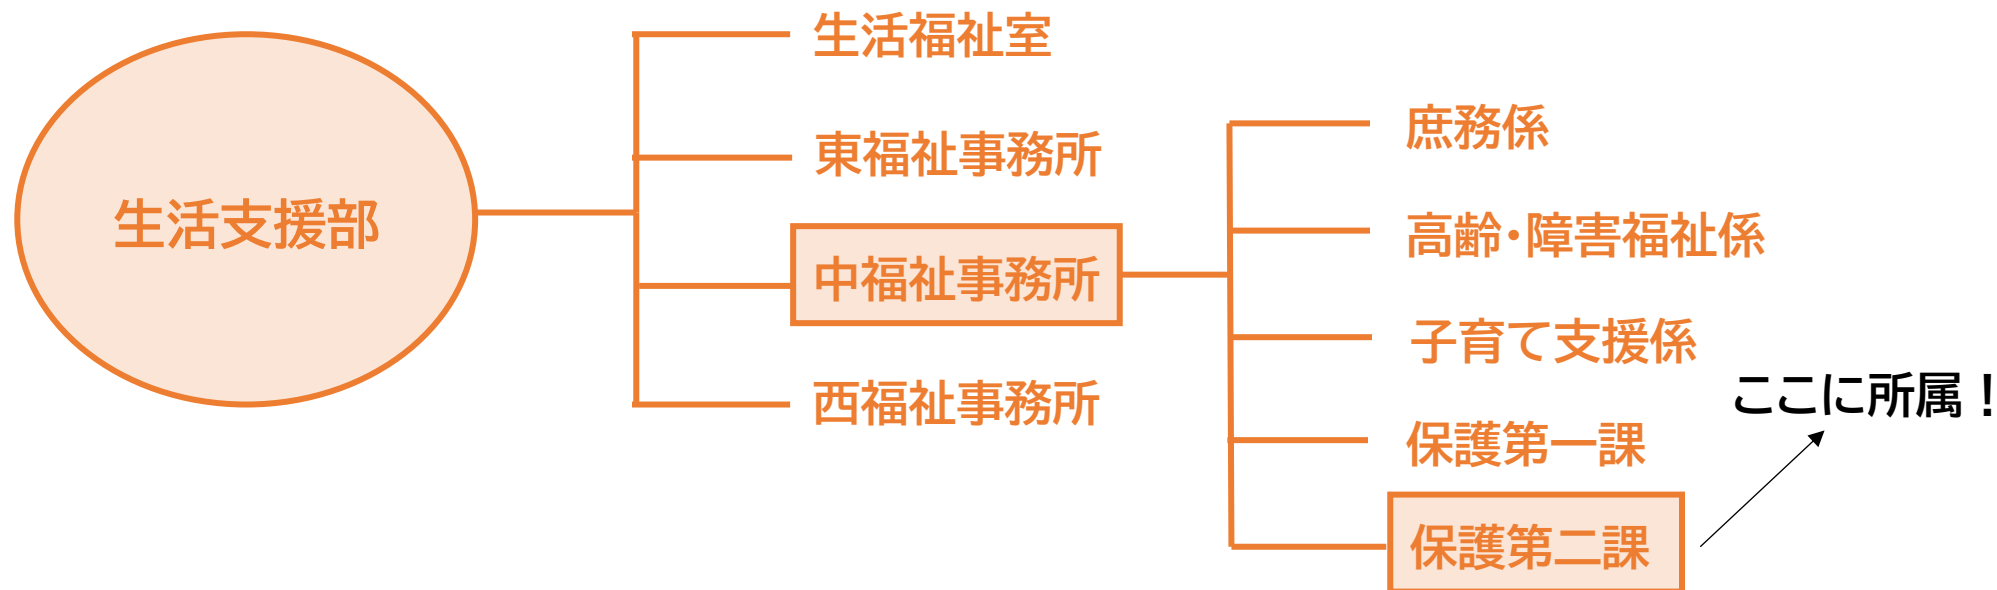 生活支援部
生活福祉室
東福祉事務所
中福祉事務所
西福祉事務所
庶務係
高齢・障害福祉係
子育て支援係
保護第一課
保護第二課
ここに所属！